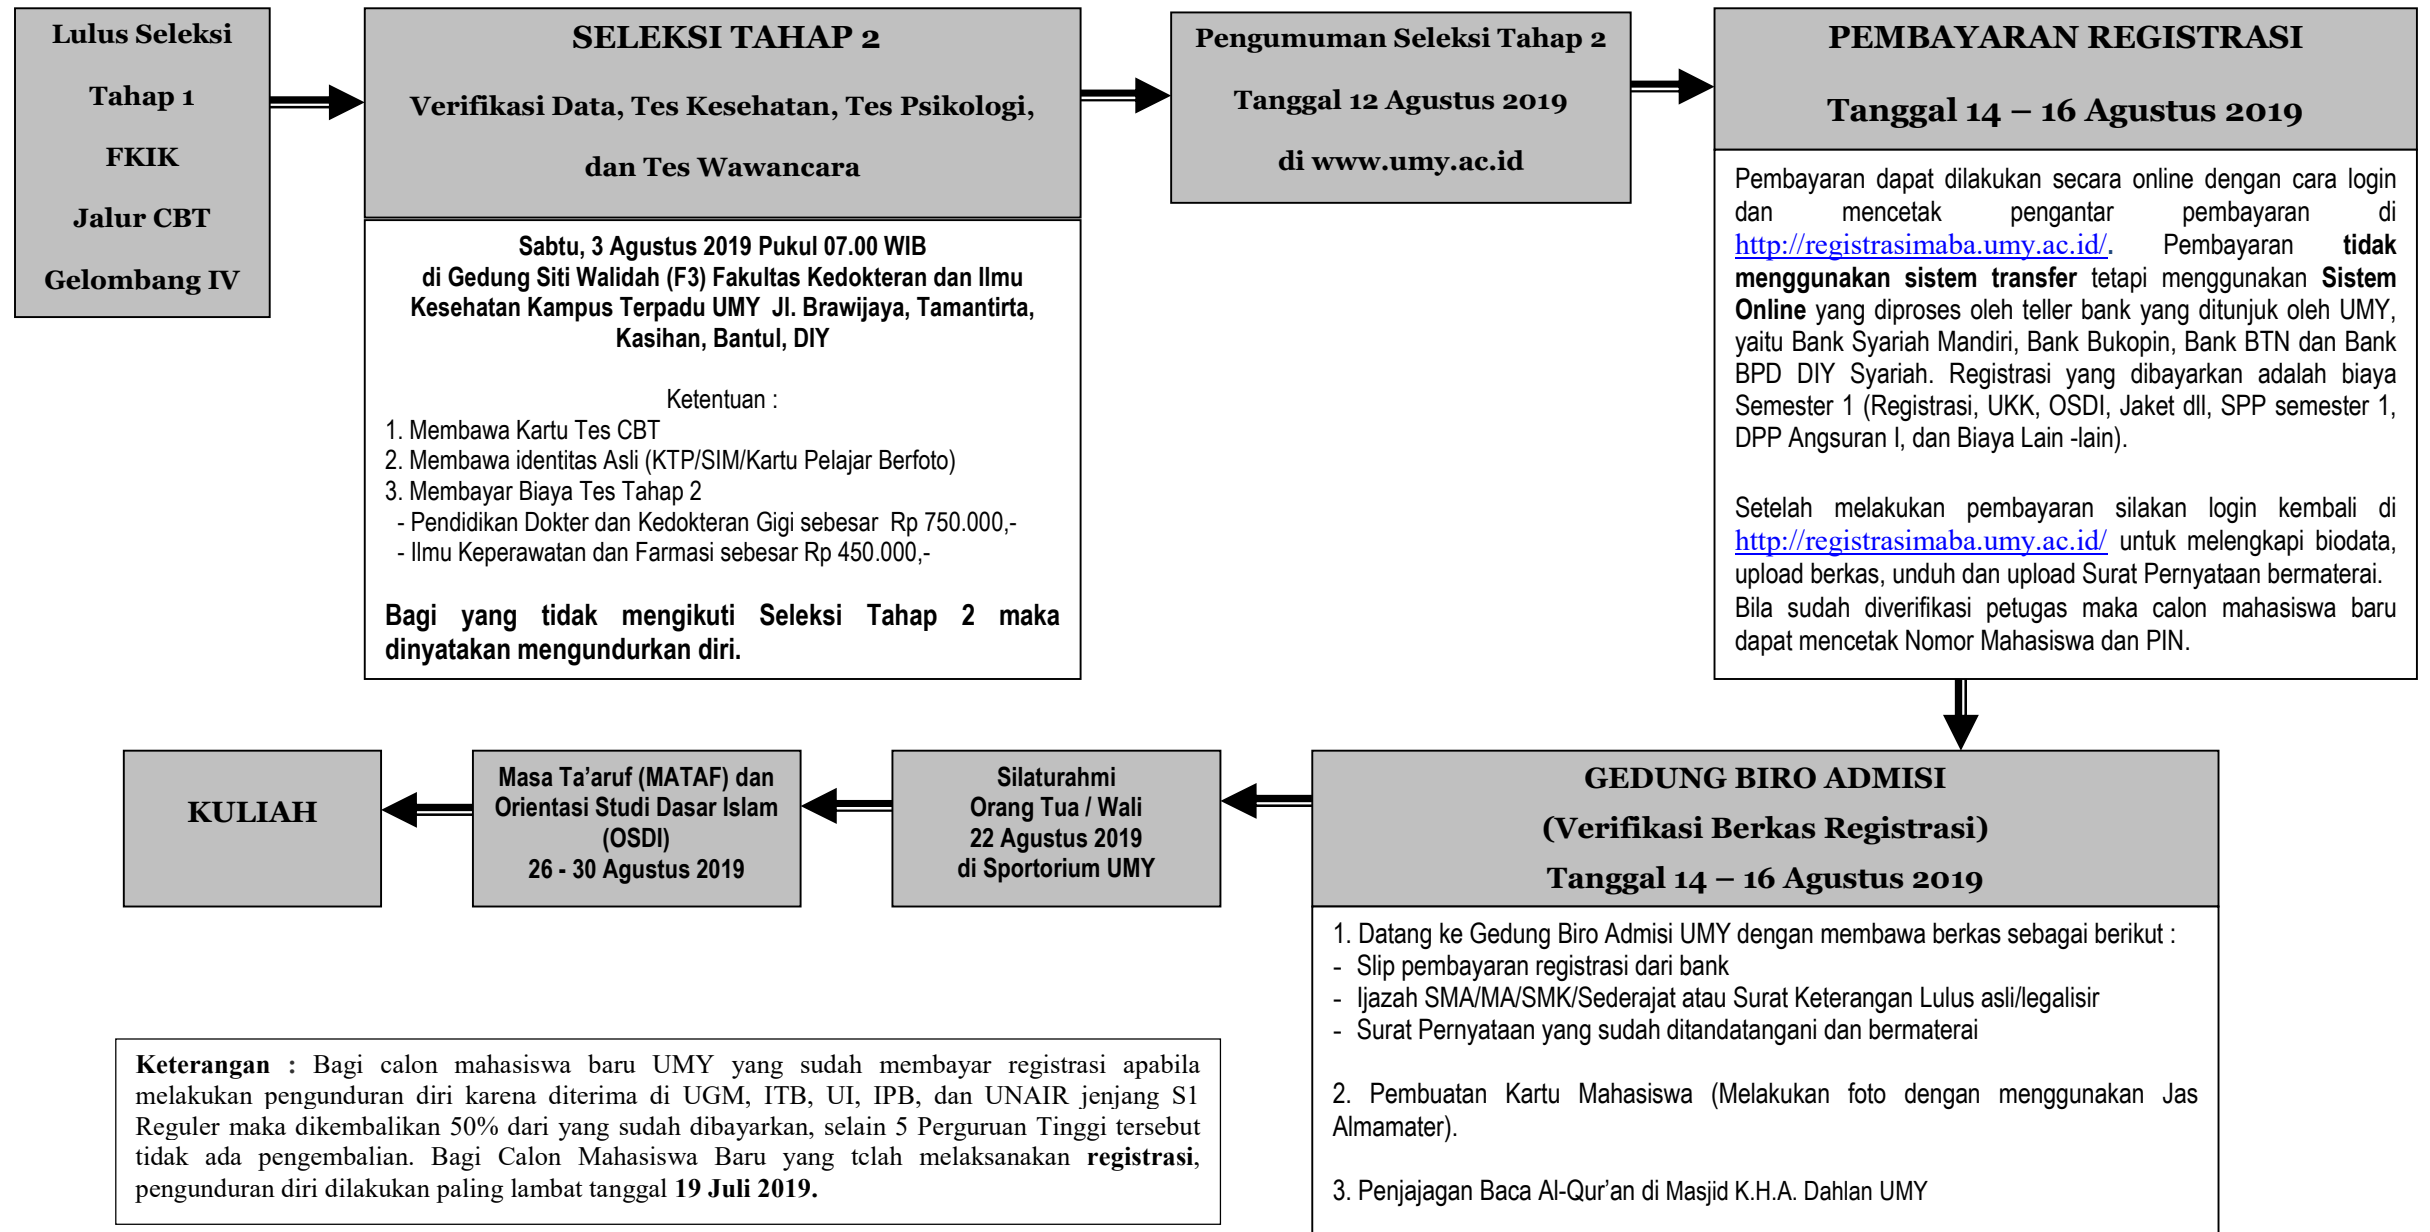 Lulus Seleksi
Tahap 1
FKIK
Jalur CBT
Gelombang IV
SELEKSI TAHAP 2
Verifikasi Data, Tes Kesehatan, Tes Psikologi,
dan Tes Wawancara
Sabtu, 3 Agustus 2019 Pukul 07.00 WIB
di Gedung Siti Walidah (F3) Fakultas Kedokteran dan Ilmu
Kesehatan Kampus Terpadu UMY Jl. Brawijaya, Tamantirta,
Kasihan, Bantul, DIY
Ketentuan :
1. Membawa Kartu Tes CBT
2. Membawa identitas Asli (KTP/SIM/Kartu Pelajar Berfoto)
3. Membayar Biaya Tes Tahap 2
- Pendidikan Dokter dan Kedokteran Gigi sebesar Rp 750.000,-
- Ilmu Keperawatan dan Farmasi sebesar Rp 450.000,-
Bagi yang tidak mengikuti Seleksi Tahap 2 maka
dinyatakan mengundurkan diri.
Pengumuman Seleksi Tahap 2
Tanggal 12 Agustus 2019
di www.umy.ac.id
PEMBAYARAN REGISTRASI
Tanggal 14 – 16 Agustus 2019
Pembayaran dapat dilakukan secara online dengan cara login
dan mencetak pengantar pembayaran di
http://registrasimaba.umy.ac.id/. Pembayaran tidak
menggunakan sistem transfer tetapi menggunakan Sistem
Online yang diproses oleh teller bank yang ditunjuk oleh UMY,
yaitu Bank Syariah Mandiri, Bank Bukopin, Bank BTN dan Bank
BPD DIY Syariah. Registrasi yang dibayarkan adalah biaya
Semester 1 (Registrasi, UKK, OSDI, Jaket dll, SPP semester 1,
DPP Angsuran I, dan Biaya Lain -lain).
Setelah melakukan pembayaran silakan login kembali di
http://registrasimaba.umy.ac.id/ untuk melengkapi biodata,
upload berkas, unduh dan upload Surat Pernyataan bermaterai.
Bila sudah diverifikasi petugas maka calon mahasiswa baru
dapat mencetak Nomor Mahasiswa dan PIN.
GEDUNG BIRO ADMISI
(Verifikasi Berkas Registrasi)
Tanggal 14 – 16 Agustus 2019
1. Datang ke Gedung Biro Admisi UMY dengan membawa berkas sebagai berikut :
- Slip pembayaran registrasi dari bank
- Ijazah SMA/MA/SMK/Sederajat atau Surat Keterangan Lulus asli/legalisir
- Surat Pernyataan yang sudah ditandatangani dan bermaterai
2. Pembuatan Kartu Mahasiswa (Melakukan foto dengan menggunakan Jas
Almamater).
3. Penjajagan Baca Al-Qur’an di Masjid K.H.A. Dahlan UMY
Silaturahmi
Orang Tua / Wali
22 Agustus 2019
di Sportorium UMY
Masa Ta’aruf (MATAF) dan
Orientasi Studi Dasar Islam
(OSDI)
26 - 30 Agustus 2019
KULIAH
Keterangan : Bagi calon mahasiswa baru UMY yang sudah membayar registrasi apabila
melakukan pengunduran diri karena diterima di UGM, ITB, UI, IPB, dan UNAIR jenjang S1
Reguler maka dikembalikan 50% dari yang sudah dibayarkan, selain 5 Perguruan Tinggi tersebut
tidak ada pengembalian. Bagi Calon Mahasiswa Baru yang tclah melaksanakan registrasi,
pengunduran diri dilakukan paling lambat tanggal 19 Juli 2019.